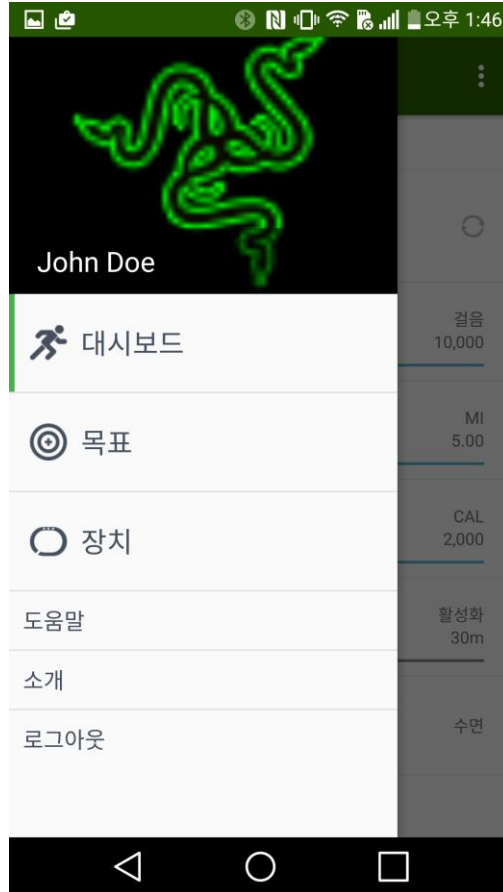 오후 1:46
John Doe
대시보드
목표
장치
도움말
소개
로그아웃
걸음
10,000
MI
5.00
CAL
2,000
활성화
30m
수면